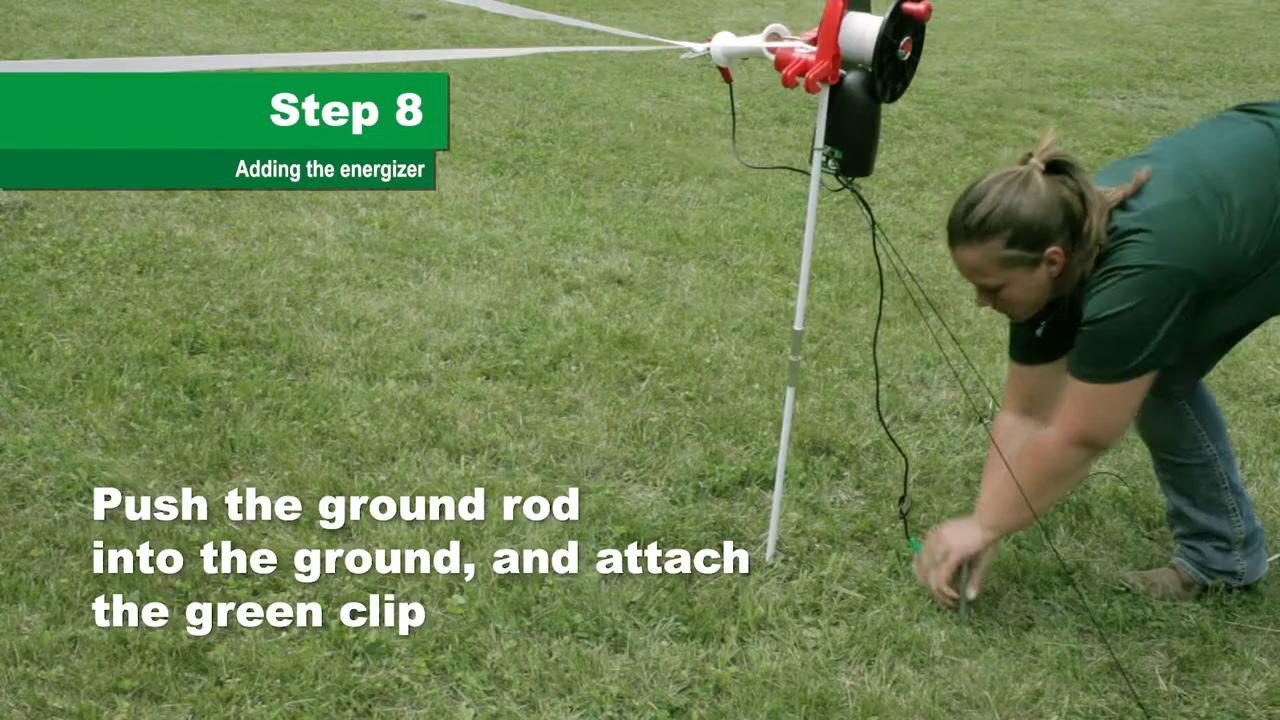 Step 8
Adding the energizer
Push the ground rod
into the ground, and attach
the green clip